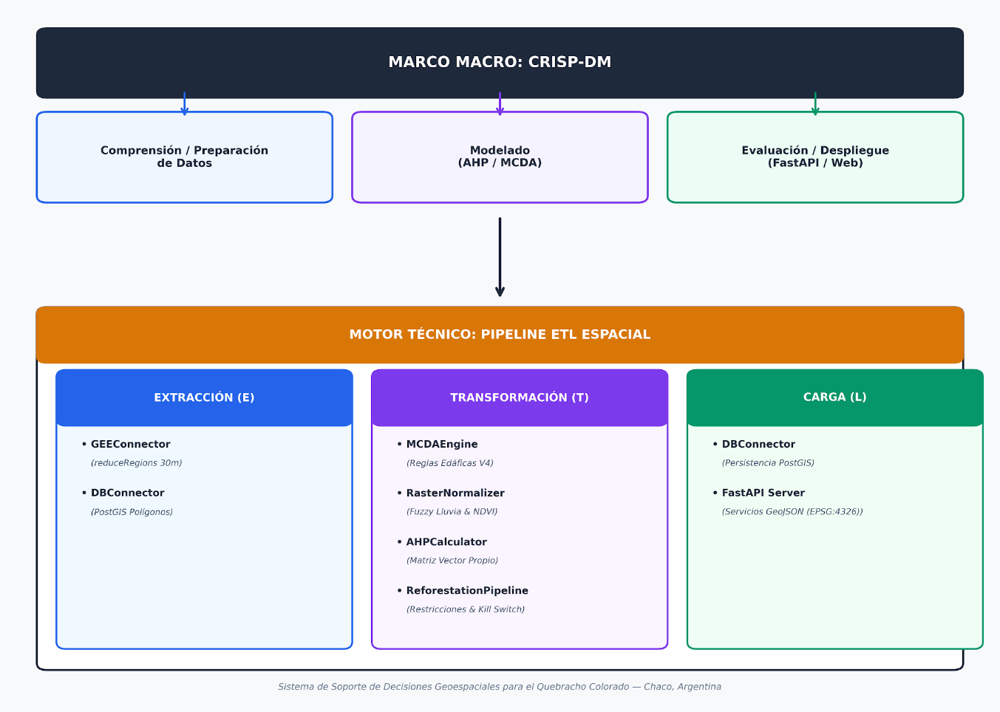 MARCO MACRO: CRISP-DM
Comprensión / Preparación
de Datos
Modelado
(AHP / MCDA)
Evaluación / Despliegue
(FastAPI / Web)
MOTOR TÉCNICO: PIPELINE ETL ESPACIAL
EXTRACCIÓN (E)
• GEEConnector
(reduceRegions 30m)
• DBConnector
(PostGIS Polígonos)
TRANSFORMACIÓN (T)
• MCDAEngine
(Reglas Edáficas V4)
• RasterNormalizer
(Fuzzy Lluvia & NDVI)
• AHPCalculator
(Matriz Vector Propio)
• ReforestationPipeline
(Restricciones & Kill Switch)
CARGA (L)
• DBConnector
(Persistencia PostGIS)
• FastAPI Server
(Servicios GeoJSON (EPSG:4326))
Sistema de Soporte de Decisiones Geoespaciales para el Quebracho Colorado — Chaco, Argentina